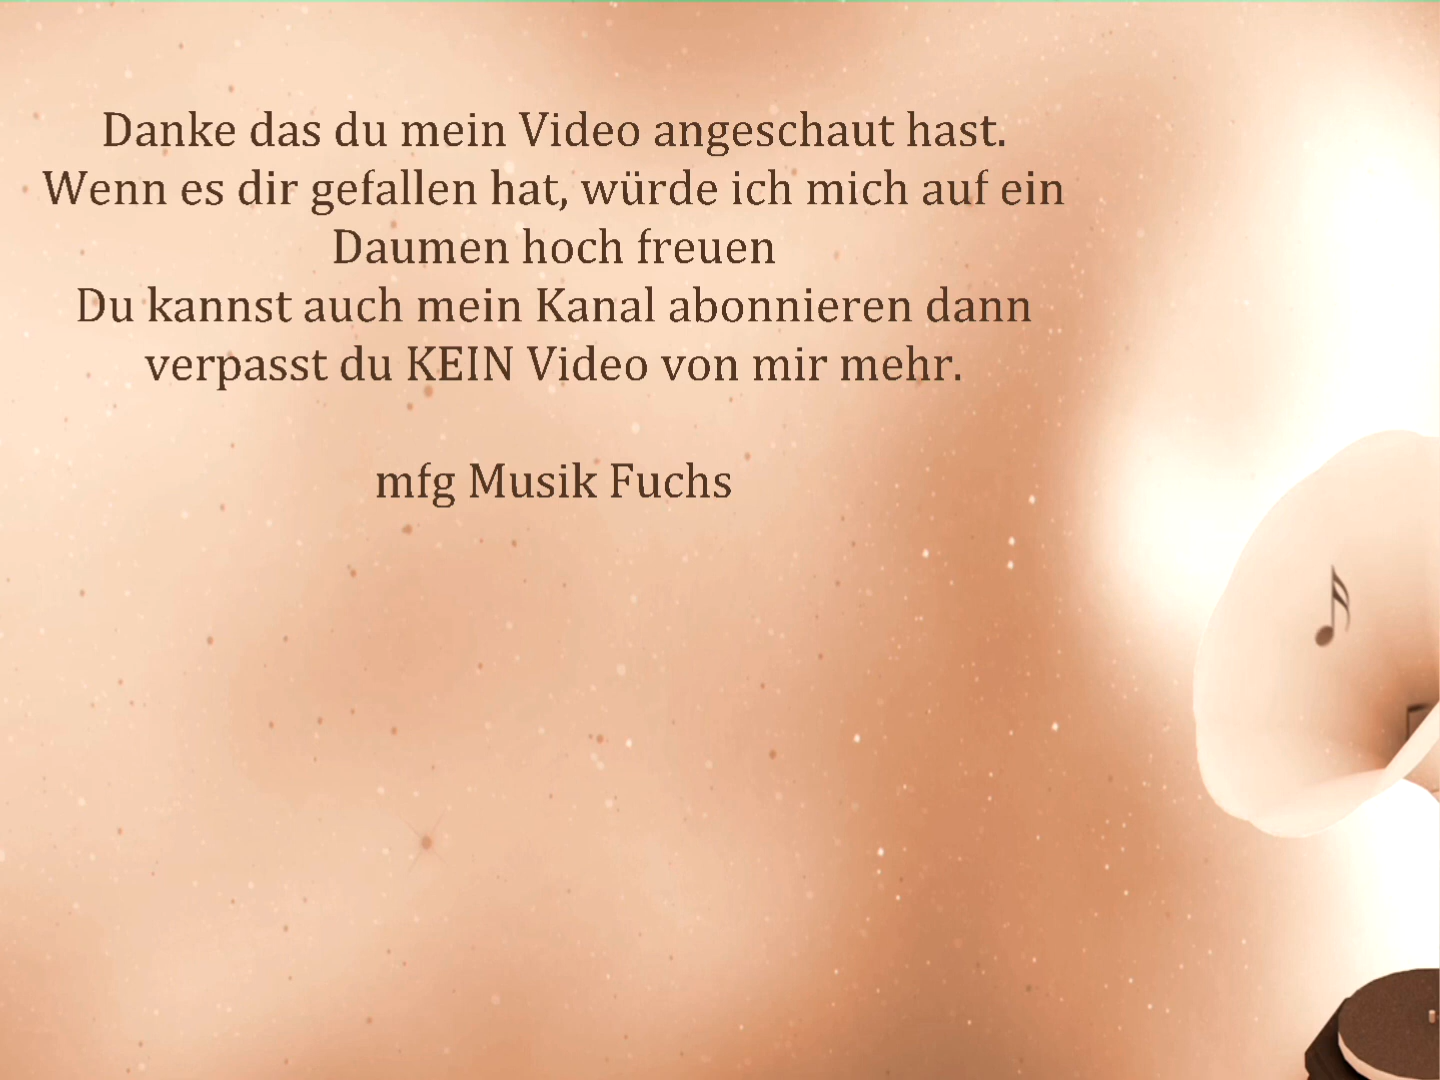 Danke das du mein Video angeschaut hast.
Wenn es dir gefallen hat, würde ich mich auf ein
Daumen hoch freuen
Du kannst auch mein Kanal abonnieren dann
verpasst du KEIN Video von mir mehr.
mfg Musik Fuchs